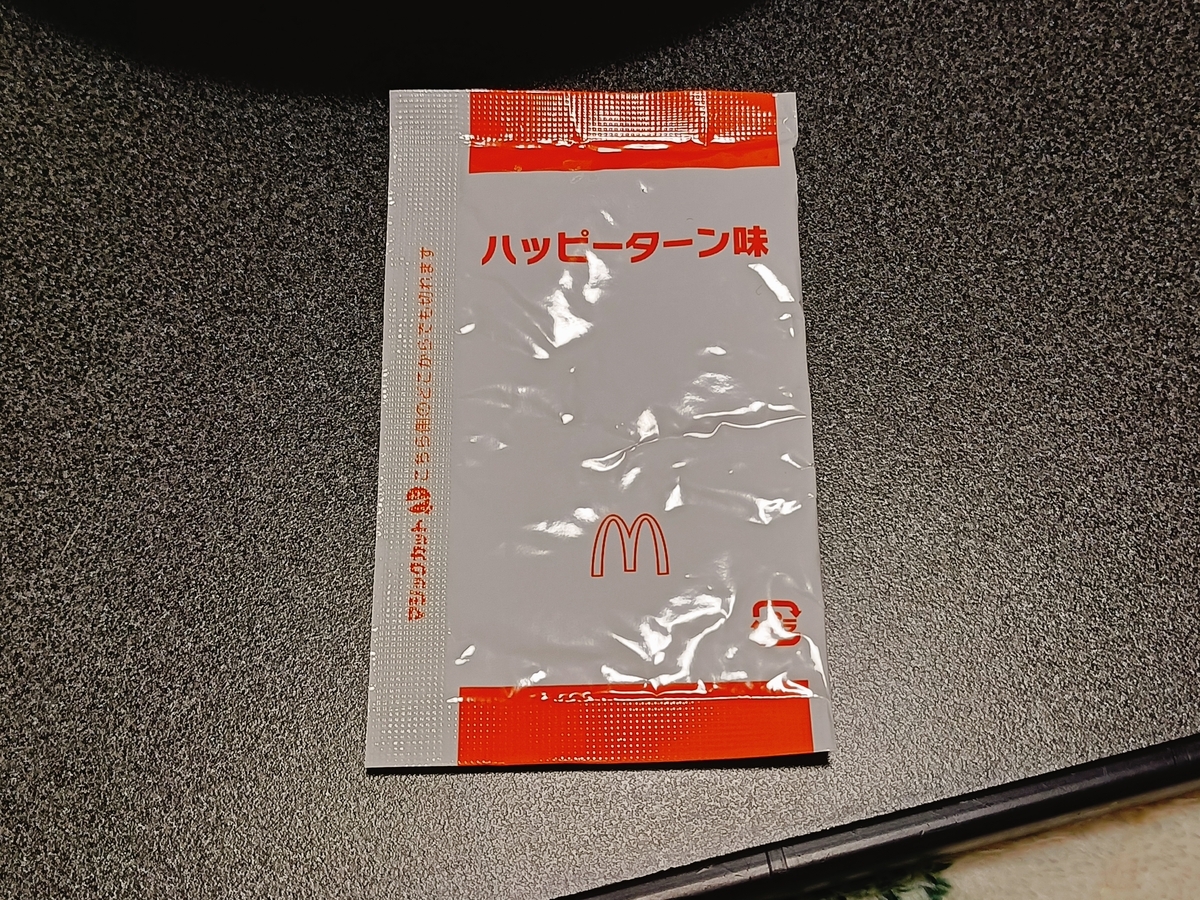 ハッピーターン味
マジックカット こちら側のどこからでも切れます